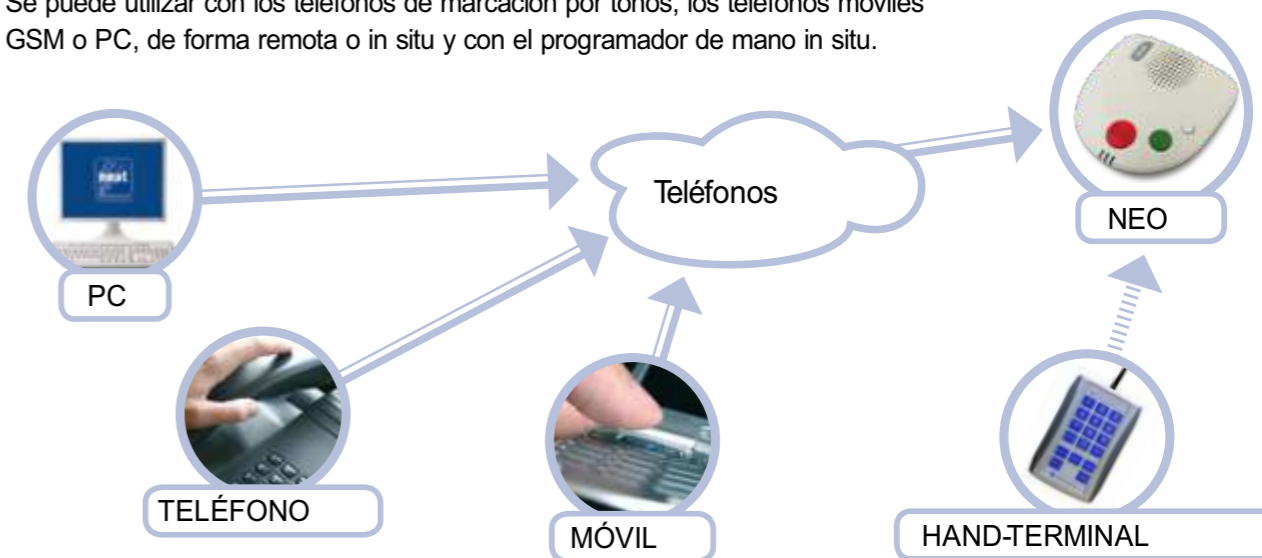 Se puede utilizar con los teléfonos de marcación por tonos, los teléfonos móviles
GSM o PC, de forma remota o in situ y con el programador de mano in situ.
Teléfonos
neat
NEO
PC
TELÉFONO
MÓVIL
HAND-TERMINAL